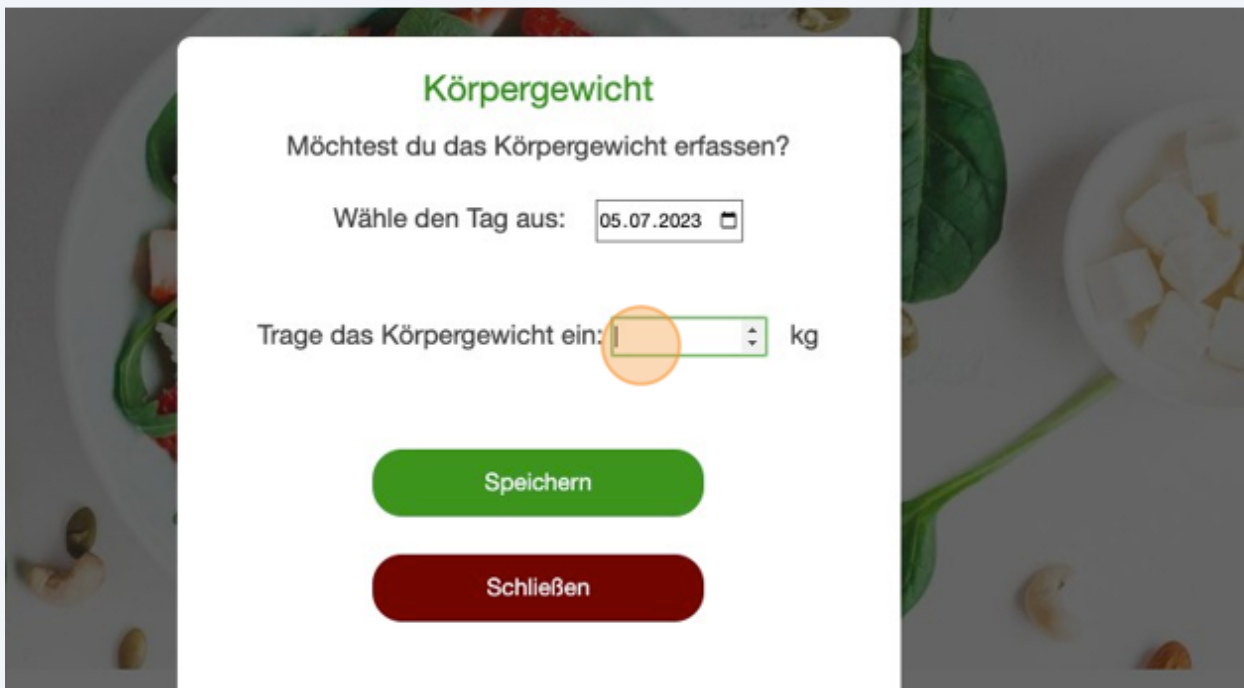 Körpergewicht
Möchtest du das Körpergewicht erfassen?
Wähle den Tag aus: 05.07.2023
Trage das Körpergewicht ein: kg
Speichern
Schließen